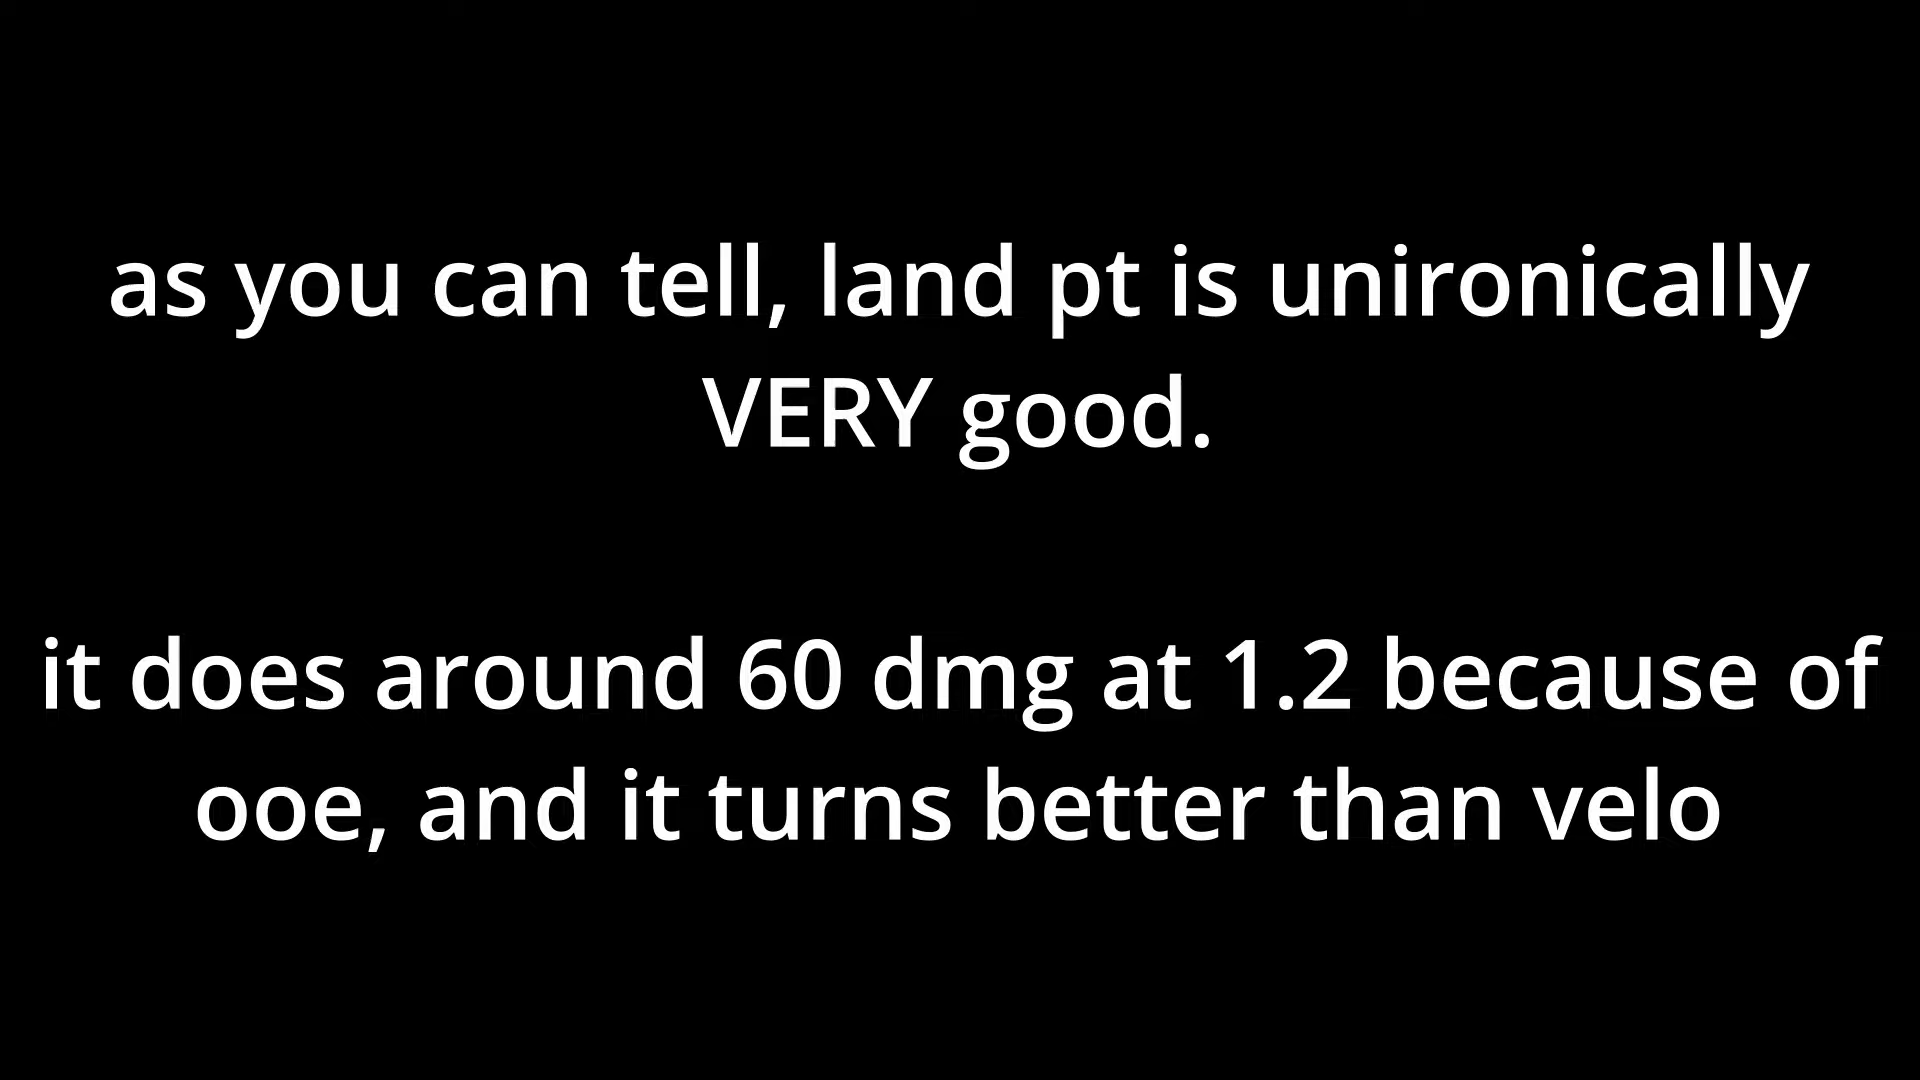 as you can tell, land pt is unironically
VERY good.
it does around 60 dmg at 1.2 because of
ooe, and it turns better than velo